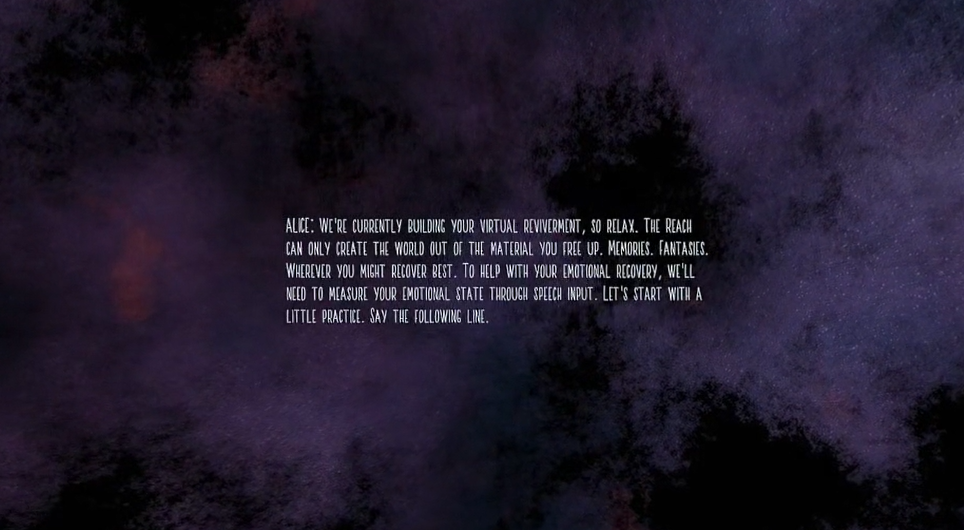 ALICE: WE'RE CURRENTLY BUILDING YOUR VIRTUAL REVIVERMENT, SO RELAX. THE REACH
CAN ONLY CREATE THE WORLD OUT OF THE MATERIAL YOU FREE UP. MEMORIES. FANTASIES.
WHEREVER YOU MIGHT RECOVER BEST. TO HELP WITH YOUR EMOTIONAL RECOVERY, WE'LL
NEED TO MEASURE YOUR EMOTIONAL STATE THROUGH SPEECH INPUT. LET'S START WITH A
LITTLE PRACTICE. SAY THE FOLLOWING LINE.